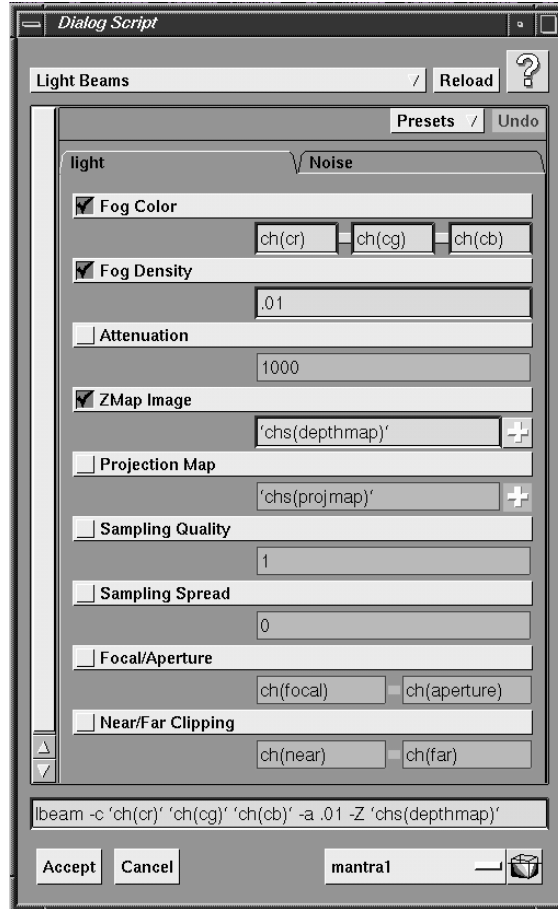 Dialog Script
Light Beams Reload ?
Presets Undo
light Noise
Fog Color
ch(cr) ch(cg) ch(cb)
Fog Density
.01
Attenuation
1000
ZMap Image
‘chs(depthmap)‘
Projection Map
‘chs(projmap)‘
Sampling Quality
1
Sampling Spread
0
Focal/Aperture
ch(focal) ch(aperture)
Near/Far Clipping
ch(near) ch(far)
lbeam -c ‘ch(cr)‘ ‘ch(cg)‘ ‘ch(cb)‘ -a .01 -Z ‘chs(depthmap)‘
Accept Cancel mantra1